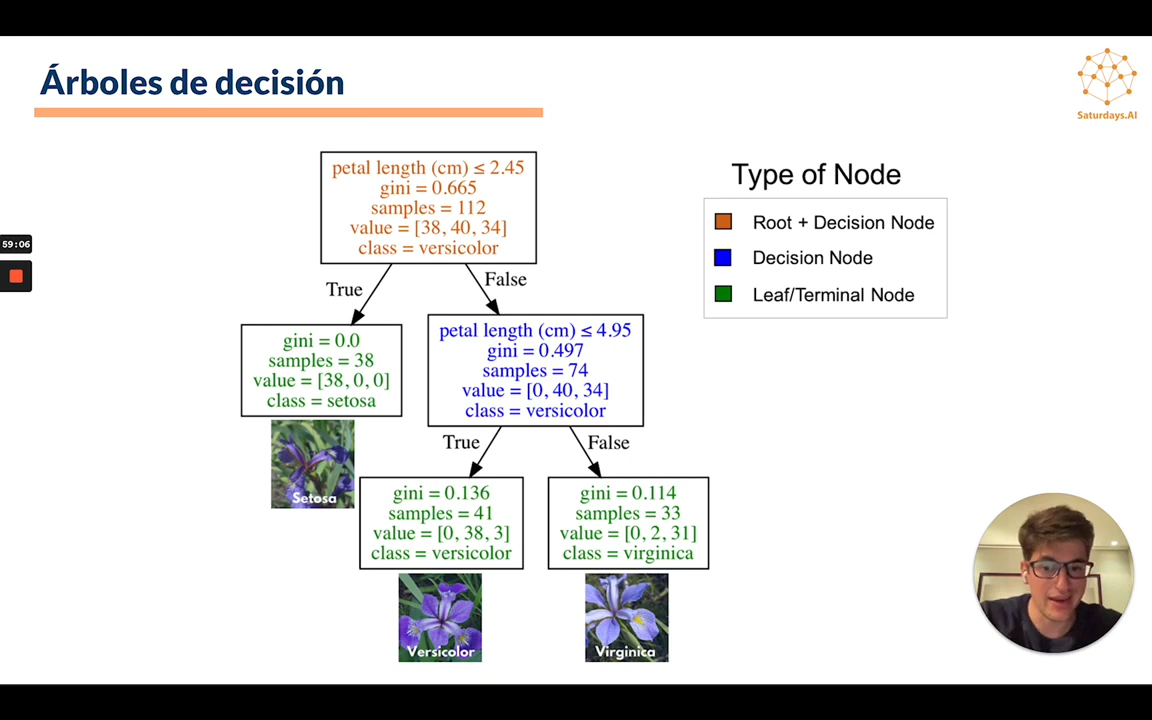 Árboles de decisión
Saturdays.AI
59:06
petal length (cm) ≤ 2.45
gini = 0.665
samples = 112
value = [38, 40, 34]
class = versicolor
Type of Node
Root + Decision Node
Decision Node
Leaf/Terminal Node
True
False
gini = 0.0
samples = 38
value = [38, 0, 0]
class = setosa
Setosa
petal length (cm) ≤ 4.95
gini = 0.497
samples = 74
value = [0, 40, 34]
class = versicolor
True
False
gini = 0.136
samples = 41
value = [0, 38, 3]
class = versicolor
Versicolor
gini = 0.114
samples = 33
value = [0, 2, 31]
class = virginica
Virginica